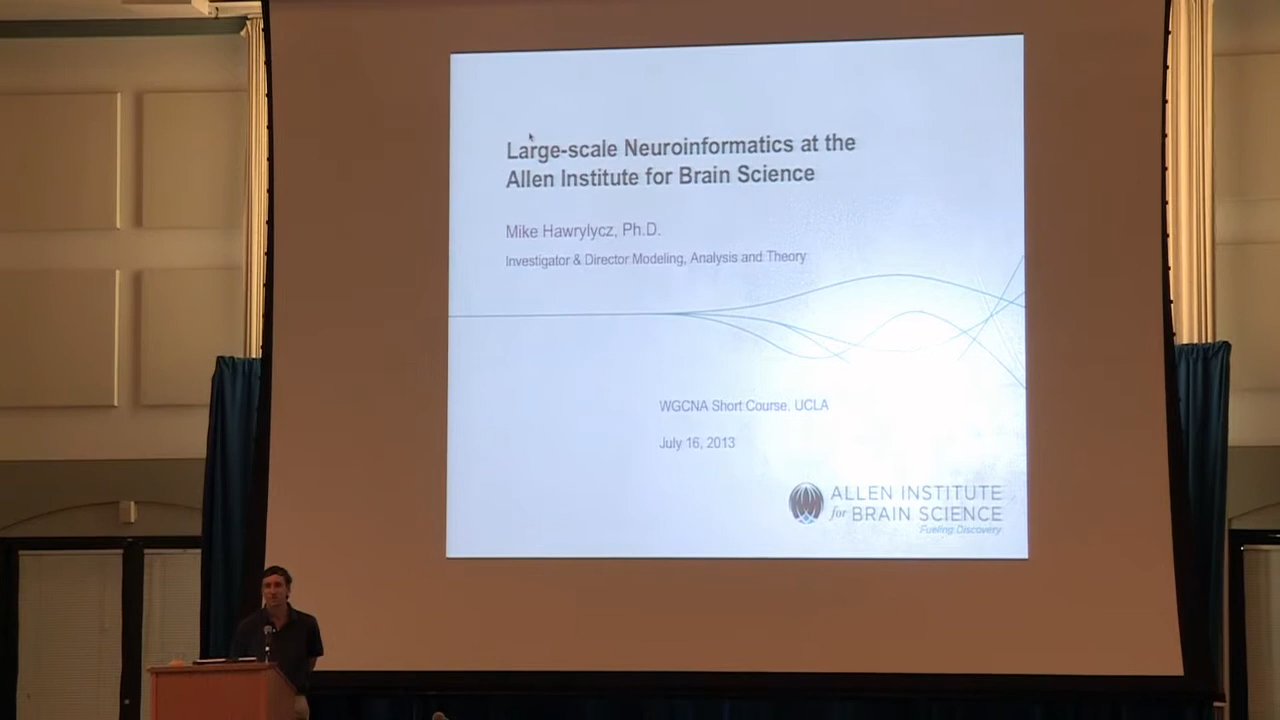 Large-scale Neuroinformatics at the
Allen Institute for Brain Science
Mike Hawrylycz, Ph.D.
Investigator & Director Modeling, Analysis and Theory
WGCNA Short Course, UCLA
July 16, 2013
ALLEN INSTITUTE
for BRAIN SCIENCE
Fueling Discovery